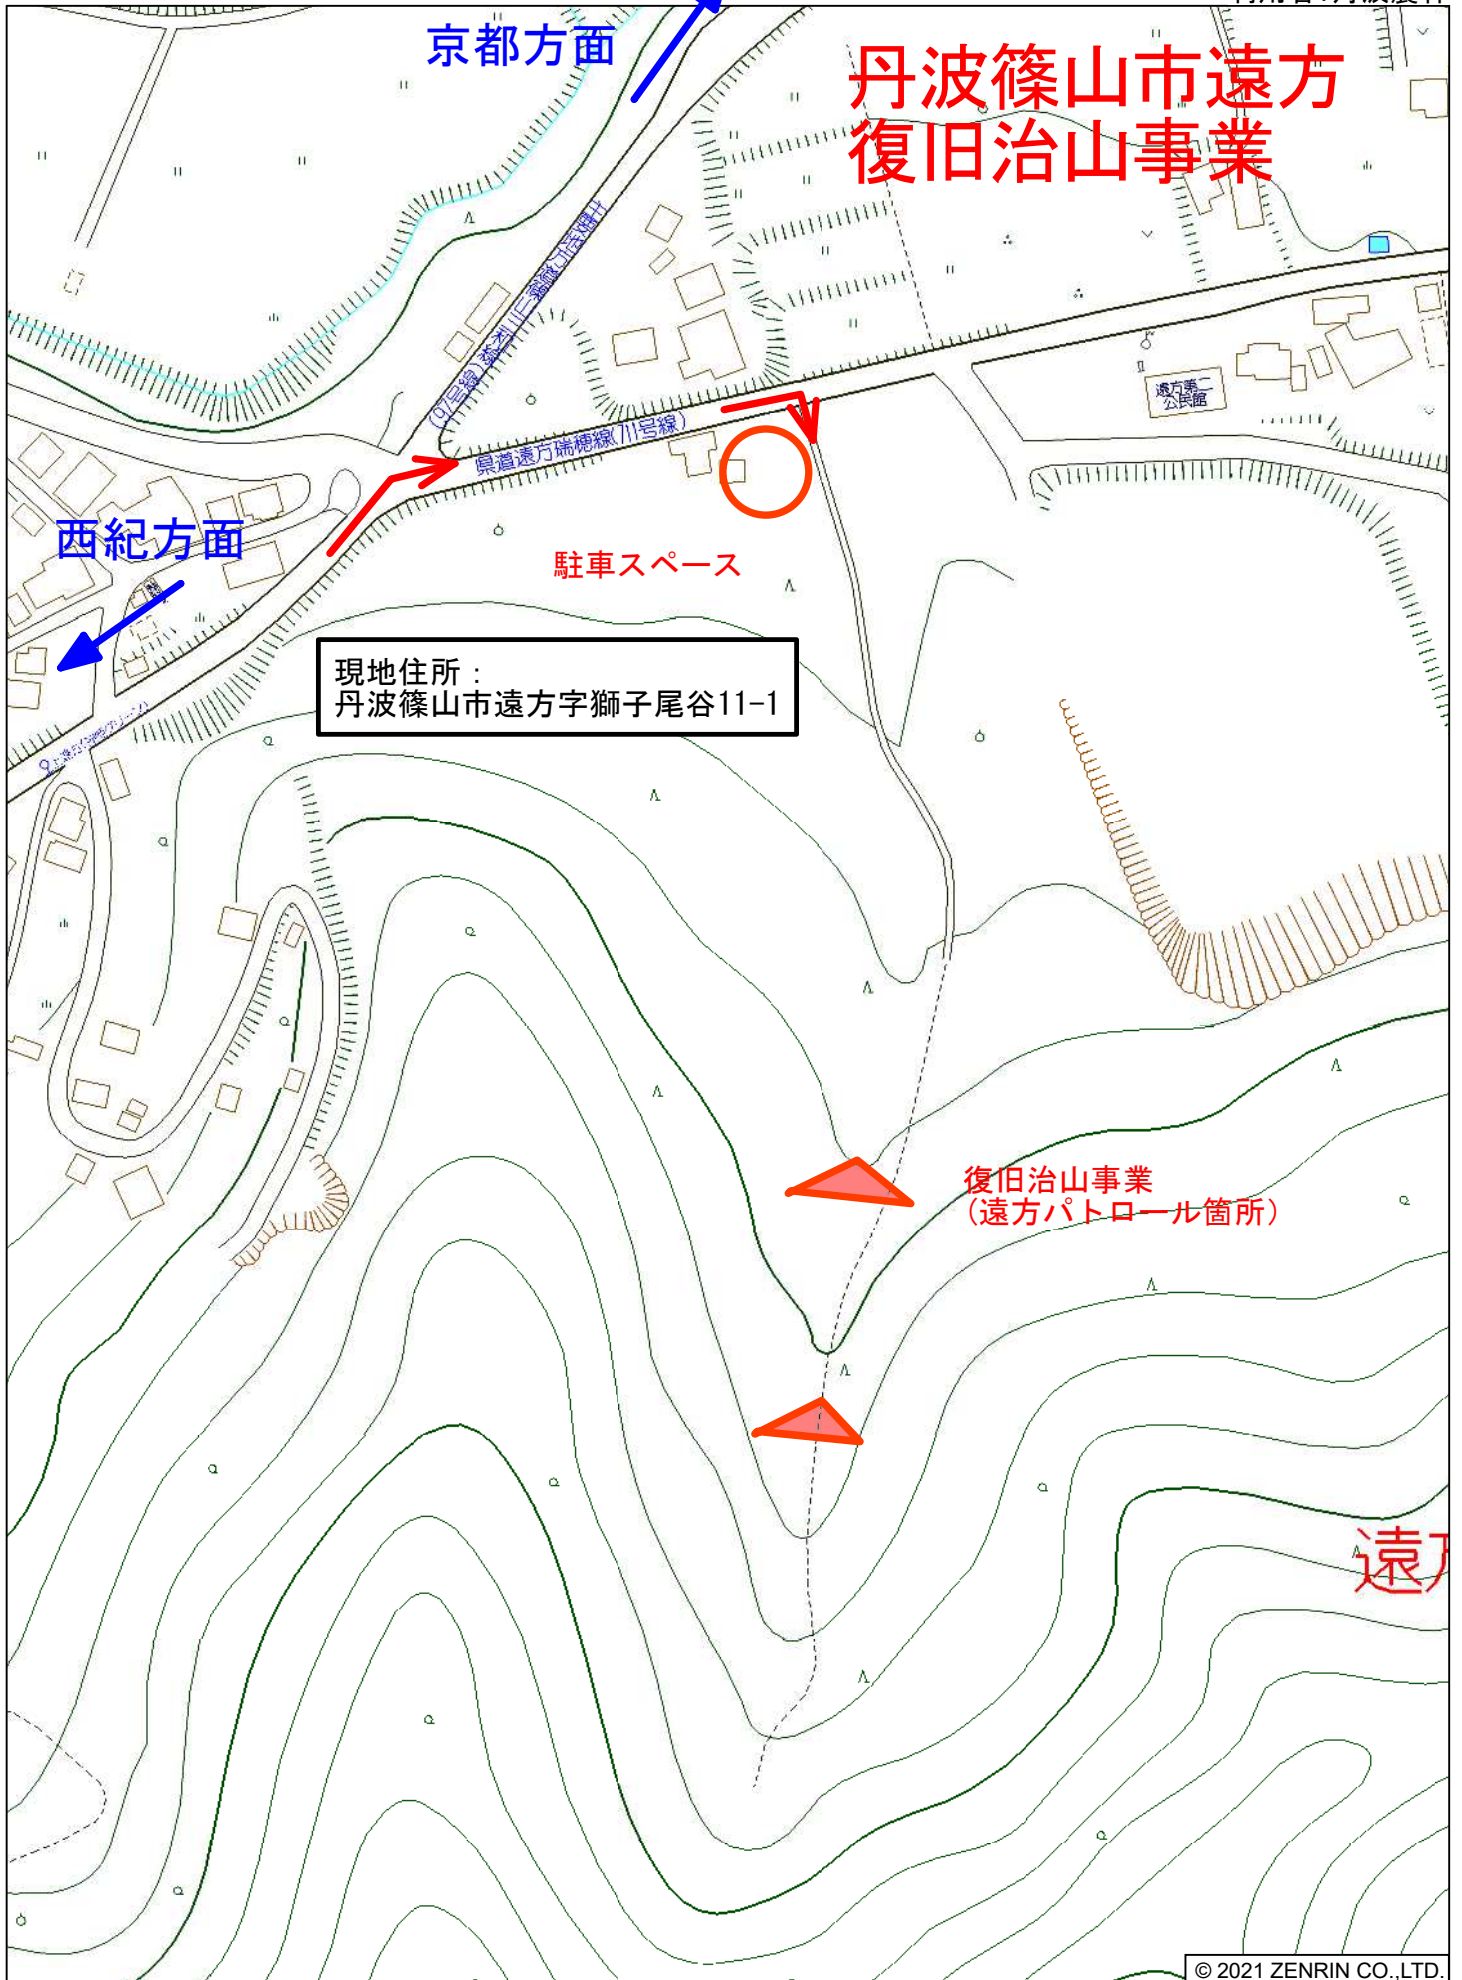 京都方面
丹波篠山市遠方
復旧治山事業
遠方第二
公民館
県道遠方瑞穂線(711号線)
西紀方面
駐車スペース
現地住所：
丹波篠山市遠方字獅子尾谷11-1
復旧治山事業
(遠方パトロール箇所)
© 2021 ZENRIN CO.,LTD.